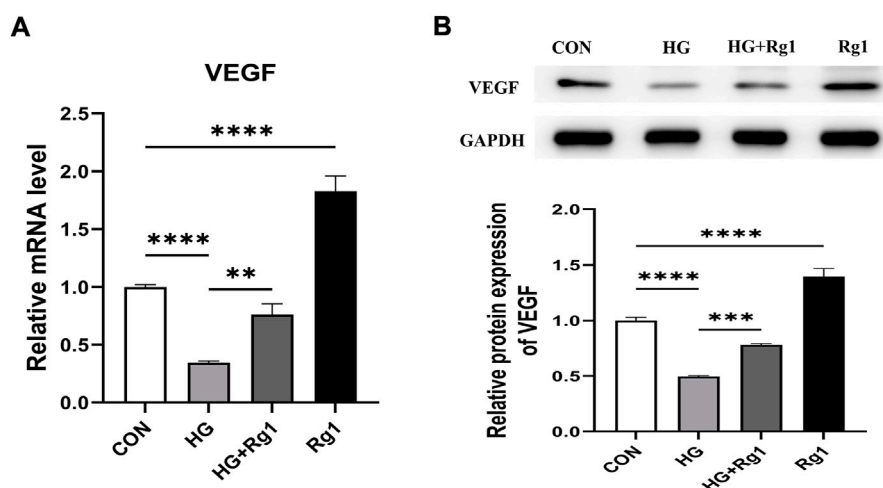 A
VEGF
Relative mRNA level
2.5
2.0
1.5
1.0
0.5
0.0
****
****
**
CON
HG
HG+Rg1
Rg1
B
CON HG HG+Rg1 Rg1
VEGF
GAPDH
Relative protein expression
of VEGF
2.0
1.5
1.0
0.5
0.0
****
****
***
CON
HG
HG+Rg1
Rg1